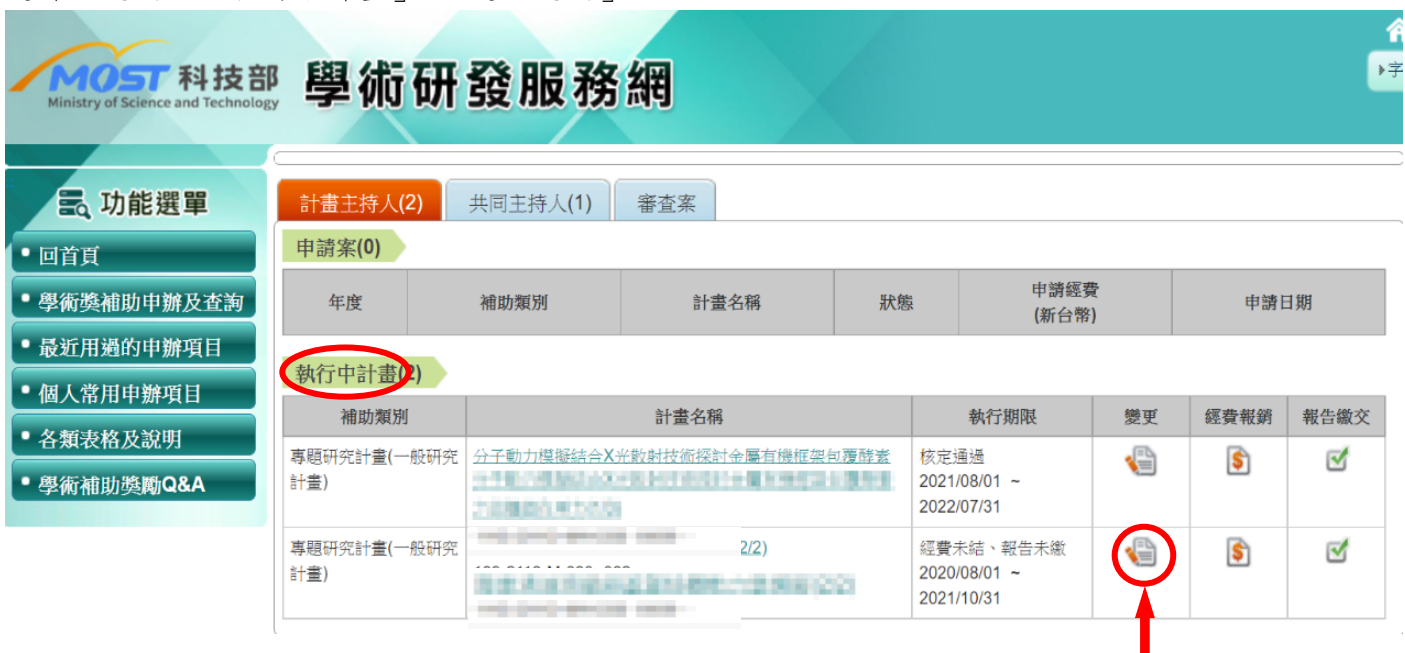 MOST 科技部
Ministry of Science and Technology
學術研發服務網
字
功能選單
回首頁
學術獎補助申辦及查詢
最近用過的申辦項目
個人常用申辦項目
各類表格及說明
學術補助獎勵Q&A
計畫主持人(2) 共同主持人(1) 審查案
申請案(0)
年度 補助類別 計畫名稱 狀態 申請經費 申請日期
(新台幣)
執行中計畫(2)
補助類別 計畫名稱 執行期限 變更 經費報銷 報告繳交
專題研究計畫(一般研究 分子動力模擬結合X光散射技術探討金屬有機框架包覆酵素 核定通過
計畫) 2021/08/01 ~
2022/07/31
專題研究計畫(一般研究 2/2) 經費未結、報告未繳
計畫) 2020/08/01 ~
2021/10/31